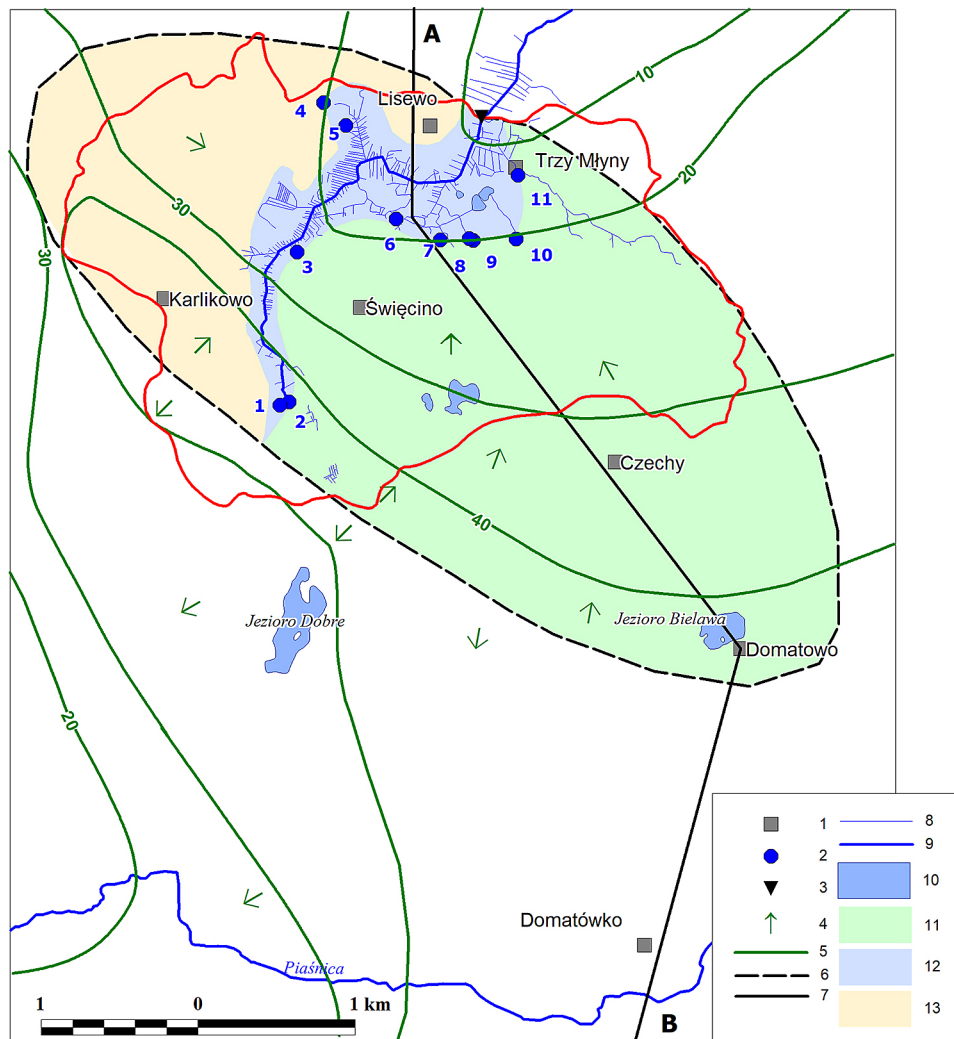 A
10
Lisewo
4
5
Trzy Młyny
20
11
30
6
7
8
9
10
3
30
Karlikowo
Święcino
1
2
Czechy
40
Jezioro Dobre
Jezioro Bielawa
Domatowo
20
Domatówko
Piaśnica
1 0 1 km
B
1 8
2 9
3 10
4 11
5
6 12
7 13